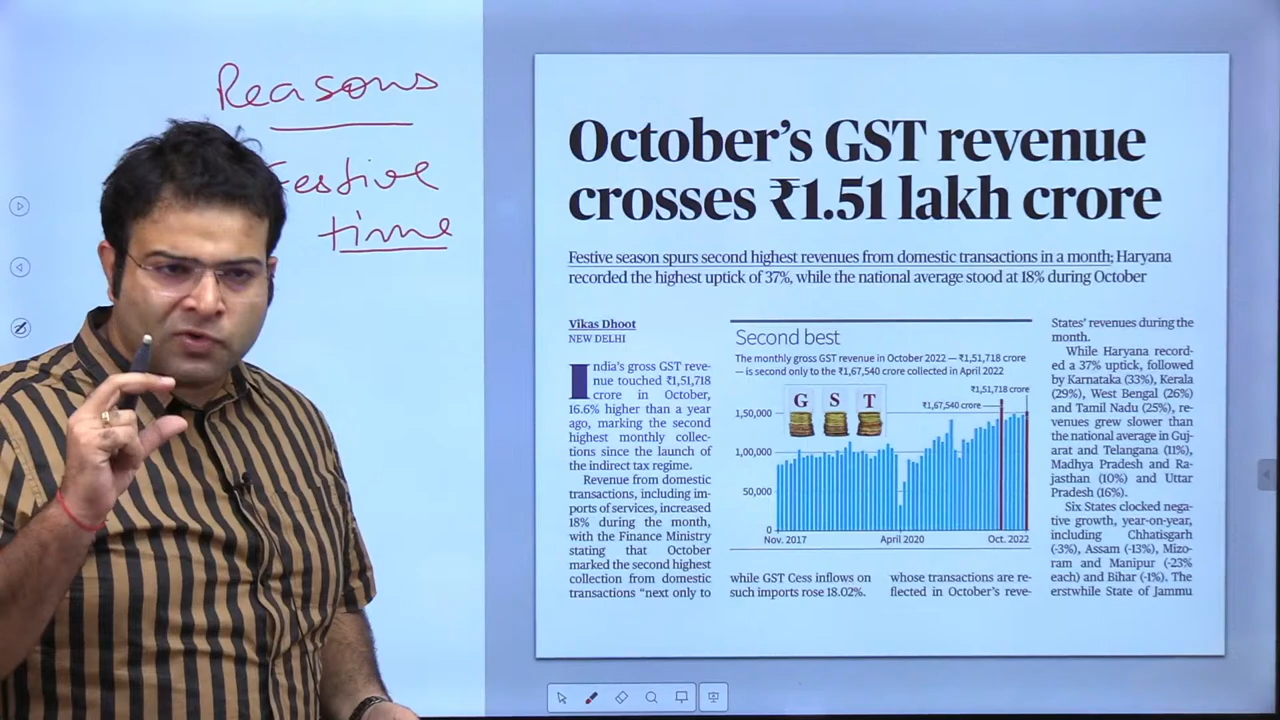 Reasons
Festive
time
October's GST revenue
crosses ₹1.51 lakh crore
Festive season spurs second highest revenues from domestic transactions in a month; Haryana
recorded the highest uptick of 37%, while the national average stood at 18% during October
Vikas Dhoot
NEW DELHI
India's gross GST reve-
nue touched ₹1,51,718
crore in October,
16.6% higher than a year
ago, marking the second
highest monthly collec-
tions since the launch of
the indirect tax regime.
Revenue from domestic
transactions, including im-
ports of services, increased
18% during the month,
with the Finance Ministry
stating that October
marked the second highest
collection from domestic
transactions "next only to
Second best
The monthly gross GST revenue in October 2022 — ₹1,51,718 crore
— is second only to the ₹1,67,540 crore collected in April 2022
₹1,51,718 crore
₹1,67,540 crore
G S T
1,50,000
1,00,000
50,000
0
Nov. 2017
April 2020
Oct. 2022
while GST Cess inflows on
such imports rose 18.02%.
whose transactions are re-
flected in October's reve-
States' revenues during the
month.
While Haryana record-
ed a 37% uptick, followed
by Karnataka (33%), Kerala
(29%), West Bengal (26%)
and Tamil Nadu (25%), re-
venues grew slower than
the national average in Guj-
arat and Telangana (11%),
Madhya Pradesh and Ra-
jasthan (10%) and Uttar
Pradesh (16%).
Six States clocked nega-
tive growth, year-on-year,
including Chhatisgarh
(-3%), Assam (-13%), Mizo-
ram and Manipur (-23%
each) and Bihar (-1%). The
erstwhile State of Jammu